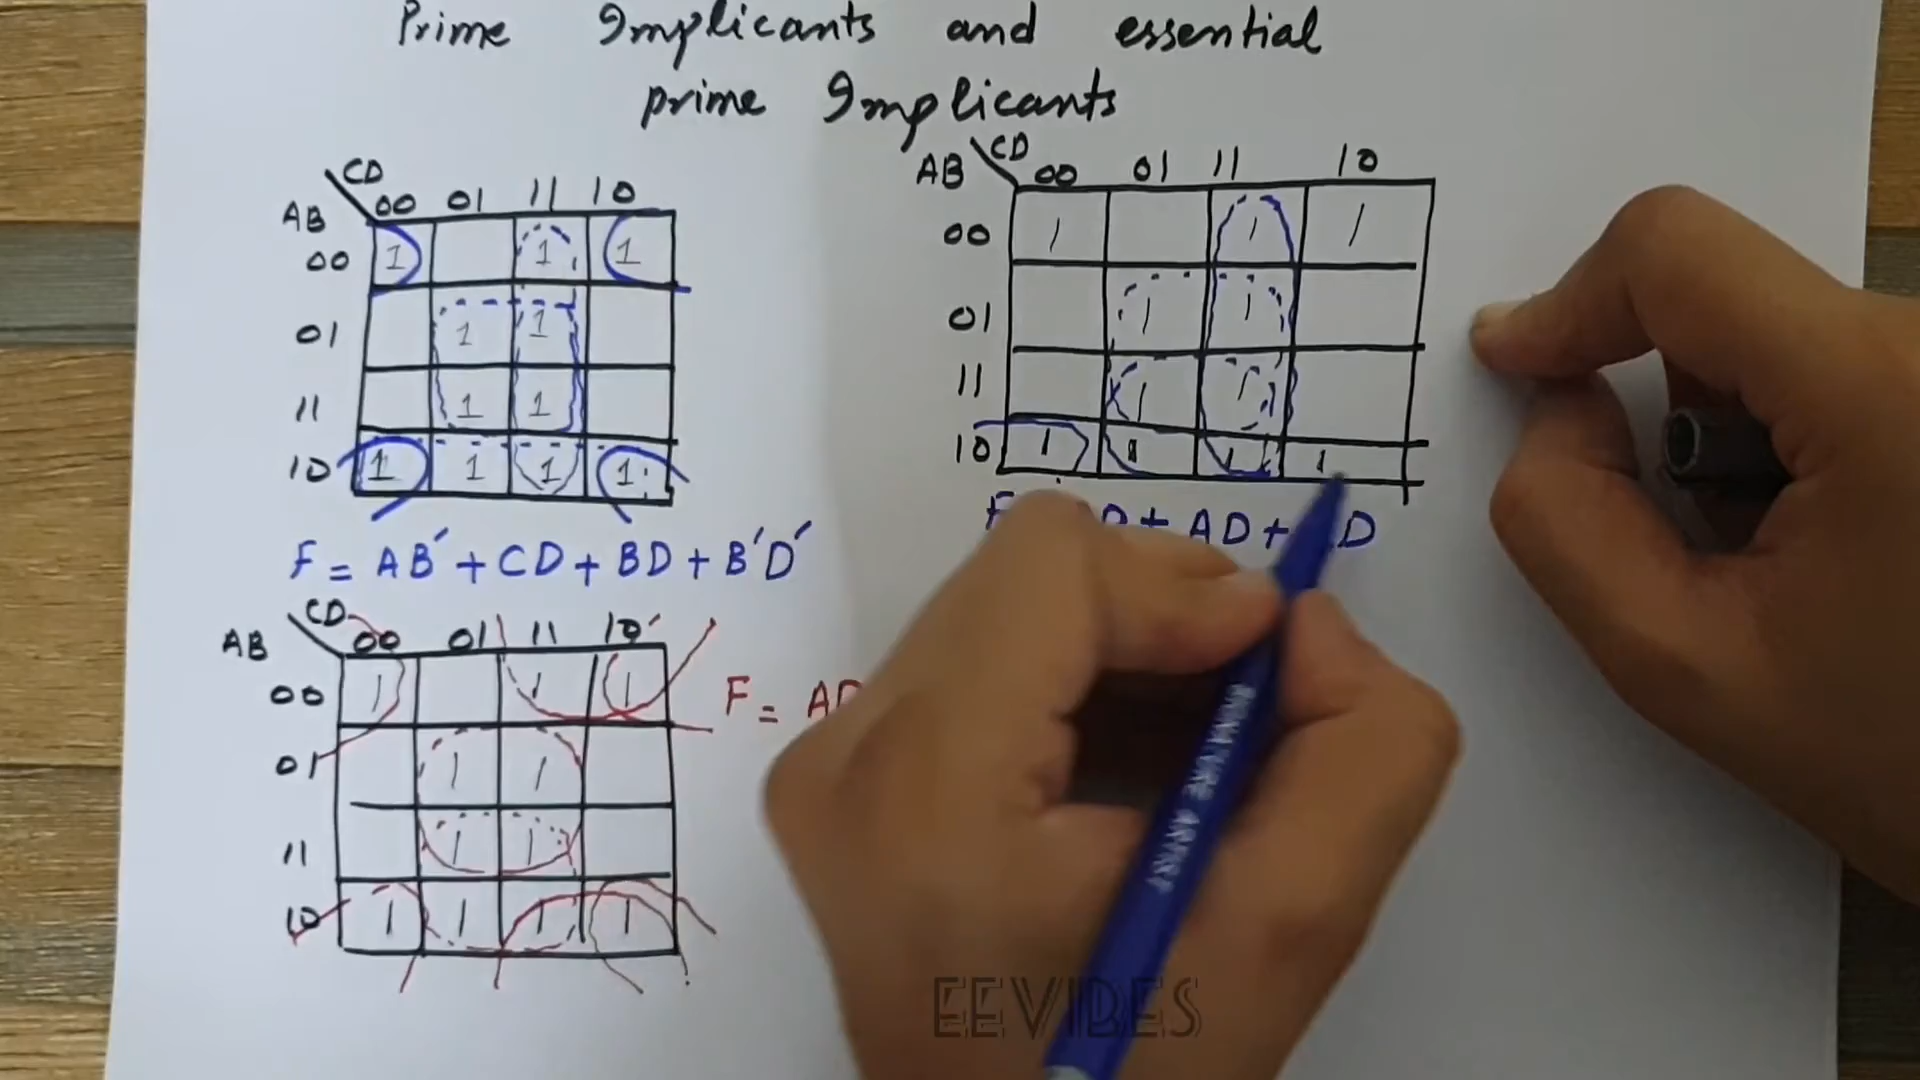 Prime Implicants and essential
prime Implicants
CD
AB
00 01 11 10
00 1 1 1
01 1 1
11 1 1
10 1 1 1 1
F = AB′ + CD + BD + B′D′
CD
AB
00 01 11 10
00 1 1 1
01 1 1
11 1 1
10 1 1 1 1
F = AD + D
CD
AB
00 01 11 10
00 1 1 1
01 1 1
11 1 1
10 1 1 1 1
F =
SIGNATURE ARTIST
EEVIBES